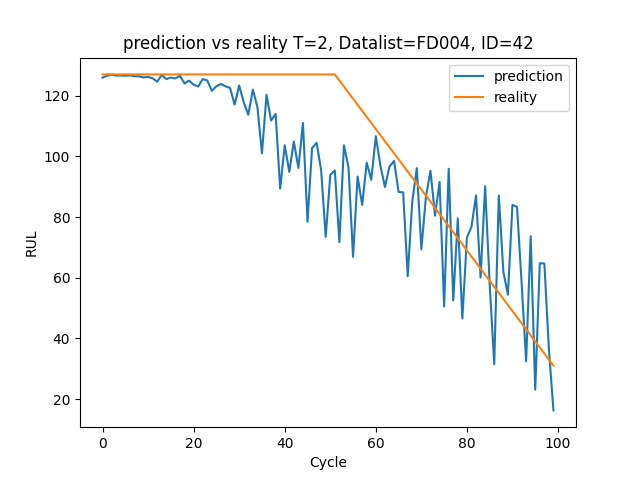 prediction vs reality T=2, Datalist=FD004, ID=42
prediction
reality
120
100
80
60
40
20
RUL
0 20 40 60 80 100
Cycle